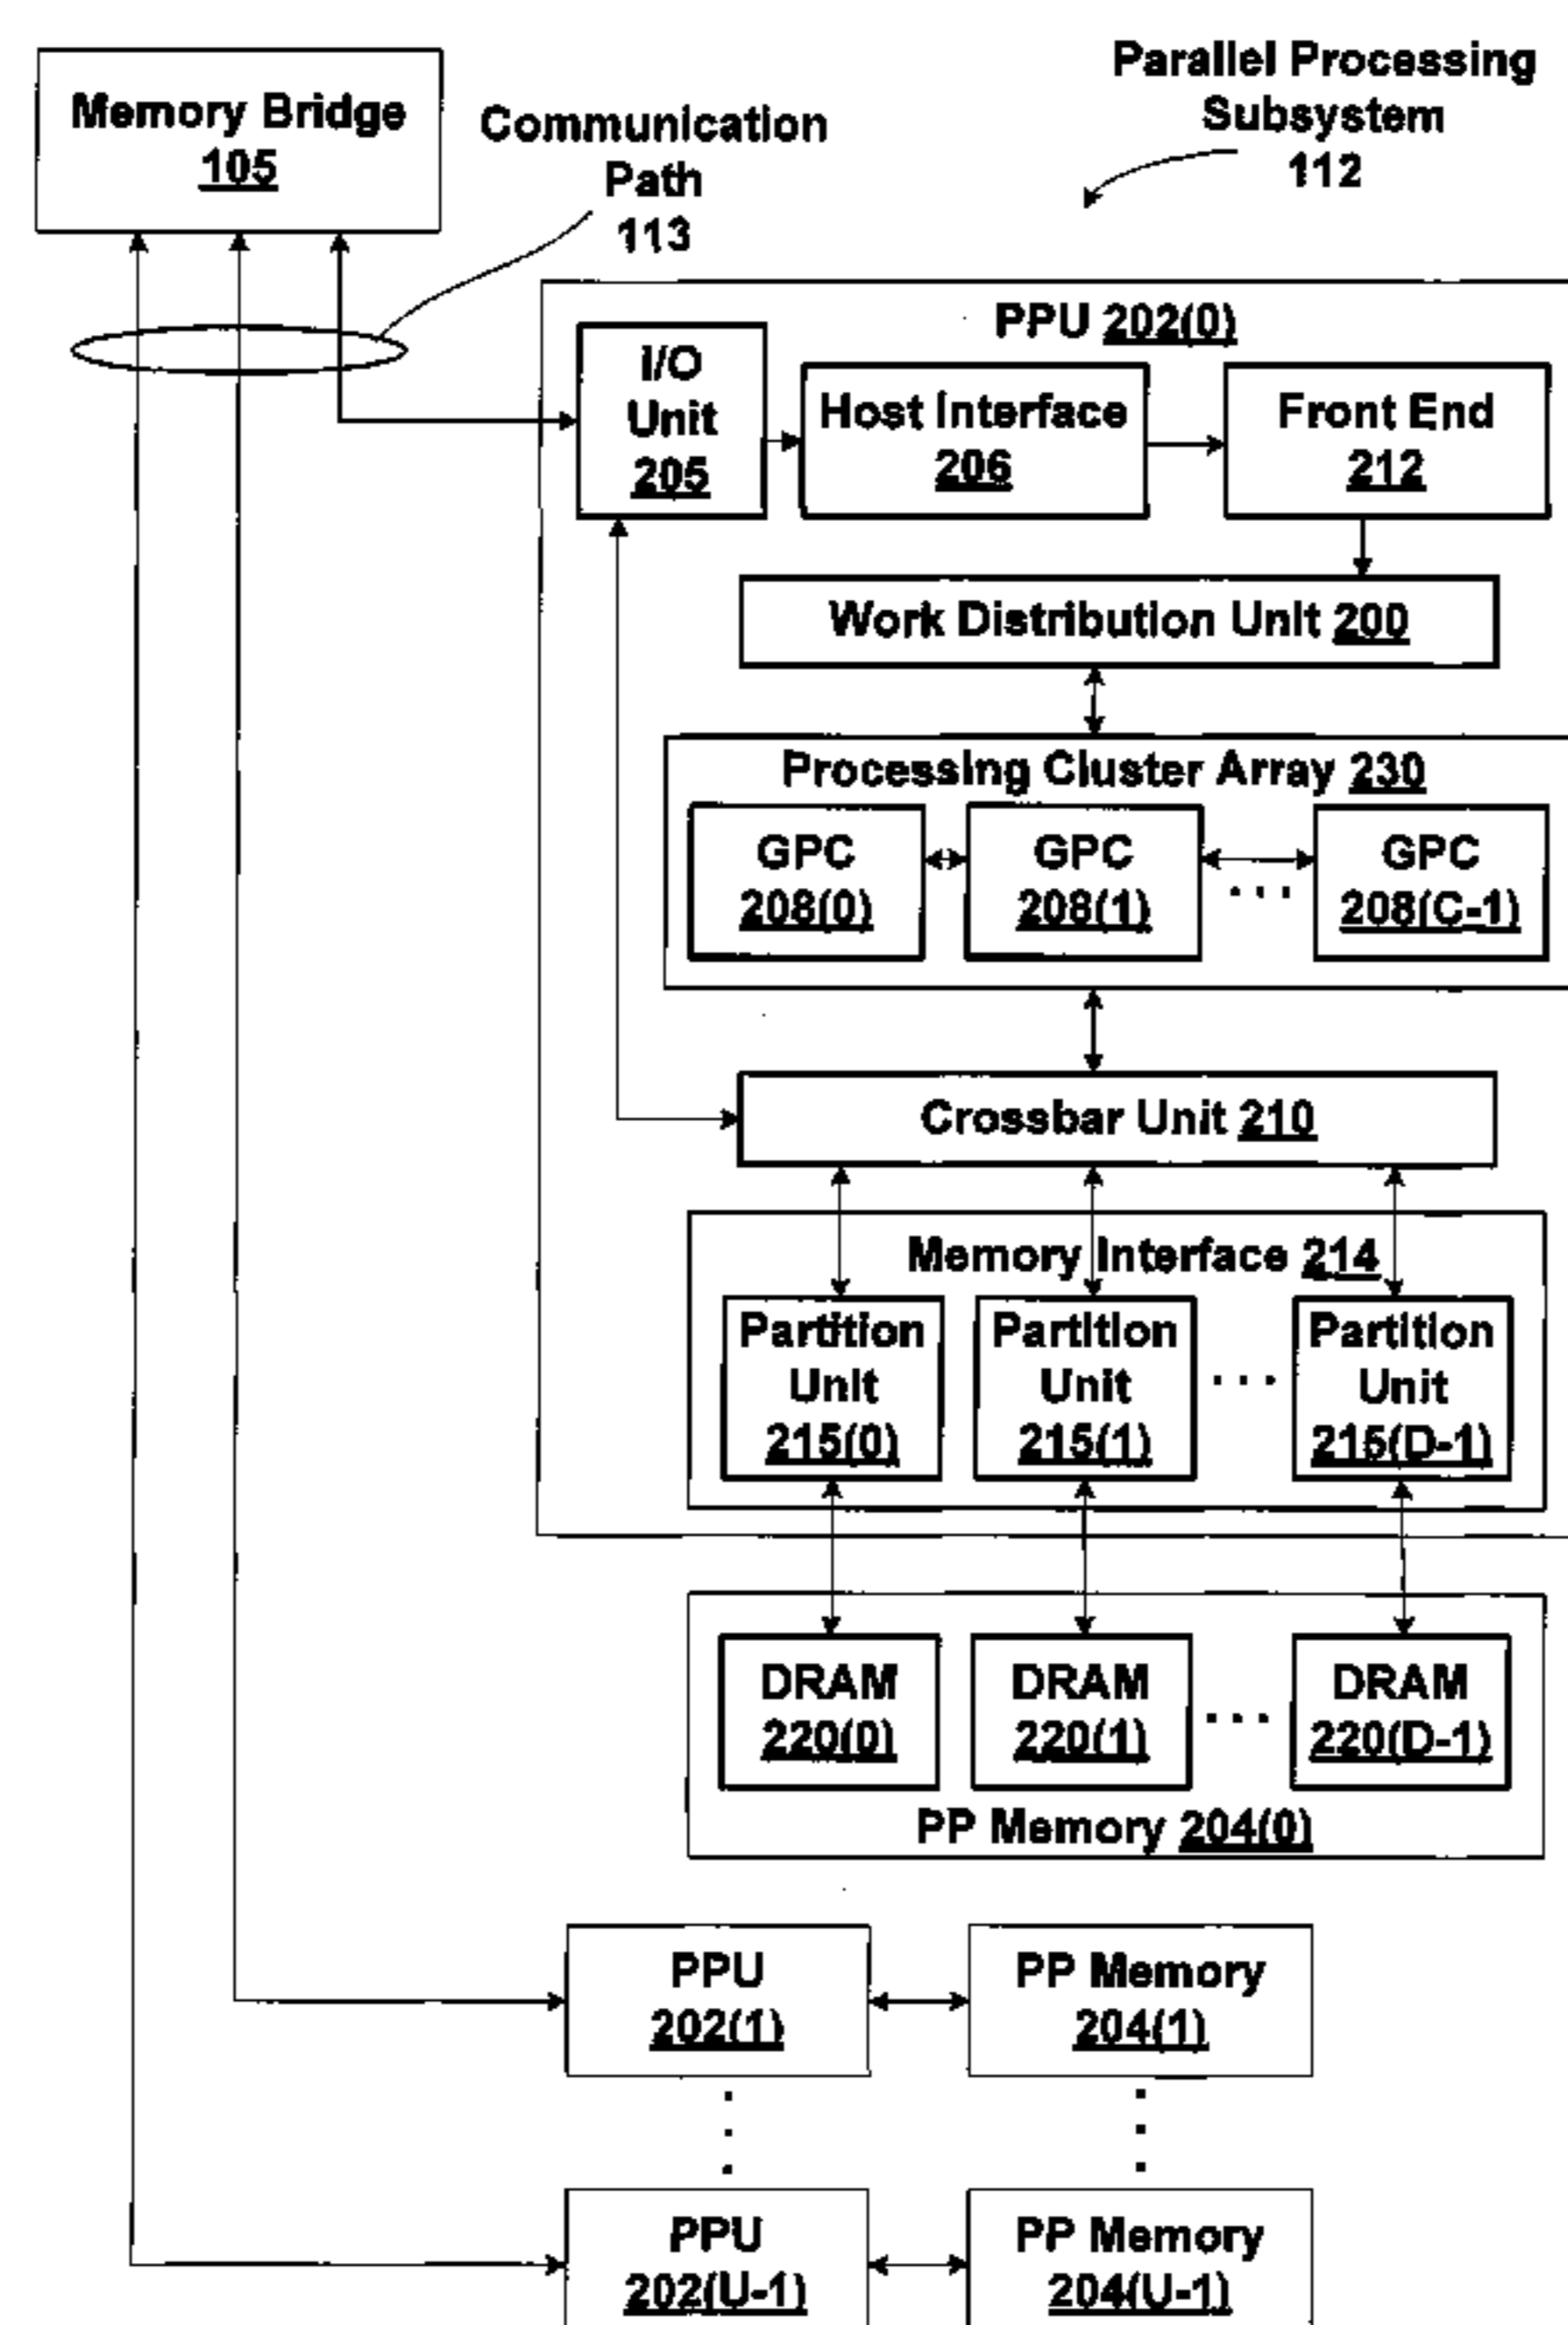 Parallel Processing
Subsystem
112
Memory Bridge
105
Communication
Path
113
PPU 202(0)
I/O
Unit
205
Host Interface
206
Front End
212
Work Distribution Unit 200
Processing Cluster Array 230
GPC
208(0)
GPC
208(1)
. . .
GPC
208(C-1)
Crossbar Unit 210
Memory Interface 214
Partition
Unit
215(0)
Partition
Unit
215(1)
. . .
Partition
Unit
215(D-1)
DRAM
220(0)
DRAM
220(1)
. . .
DRAM
220(D-1)
PP Memory 204(0)
PPU
202(1)
PP Memory
204(1)
PPU
202(U-1)
PP Memory
204(U-1)